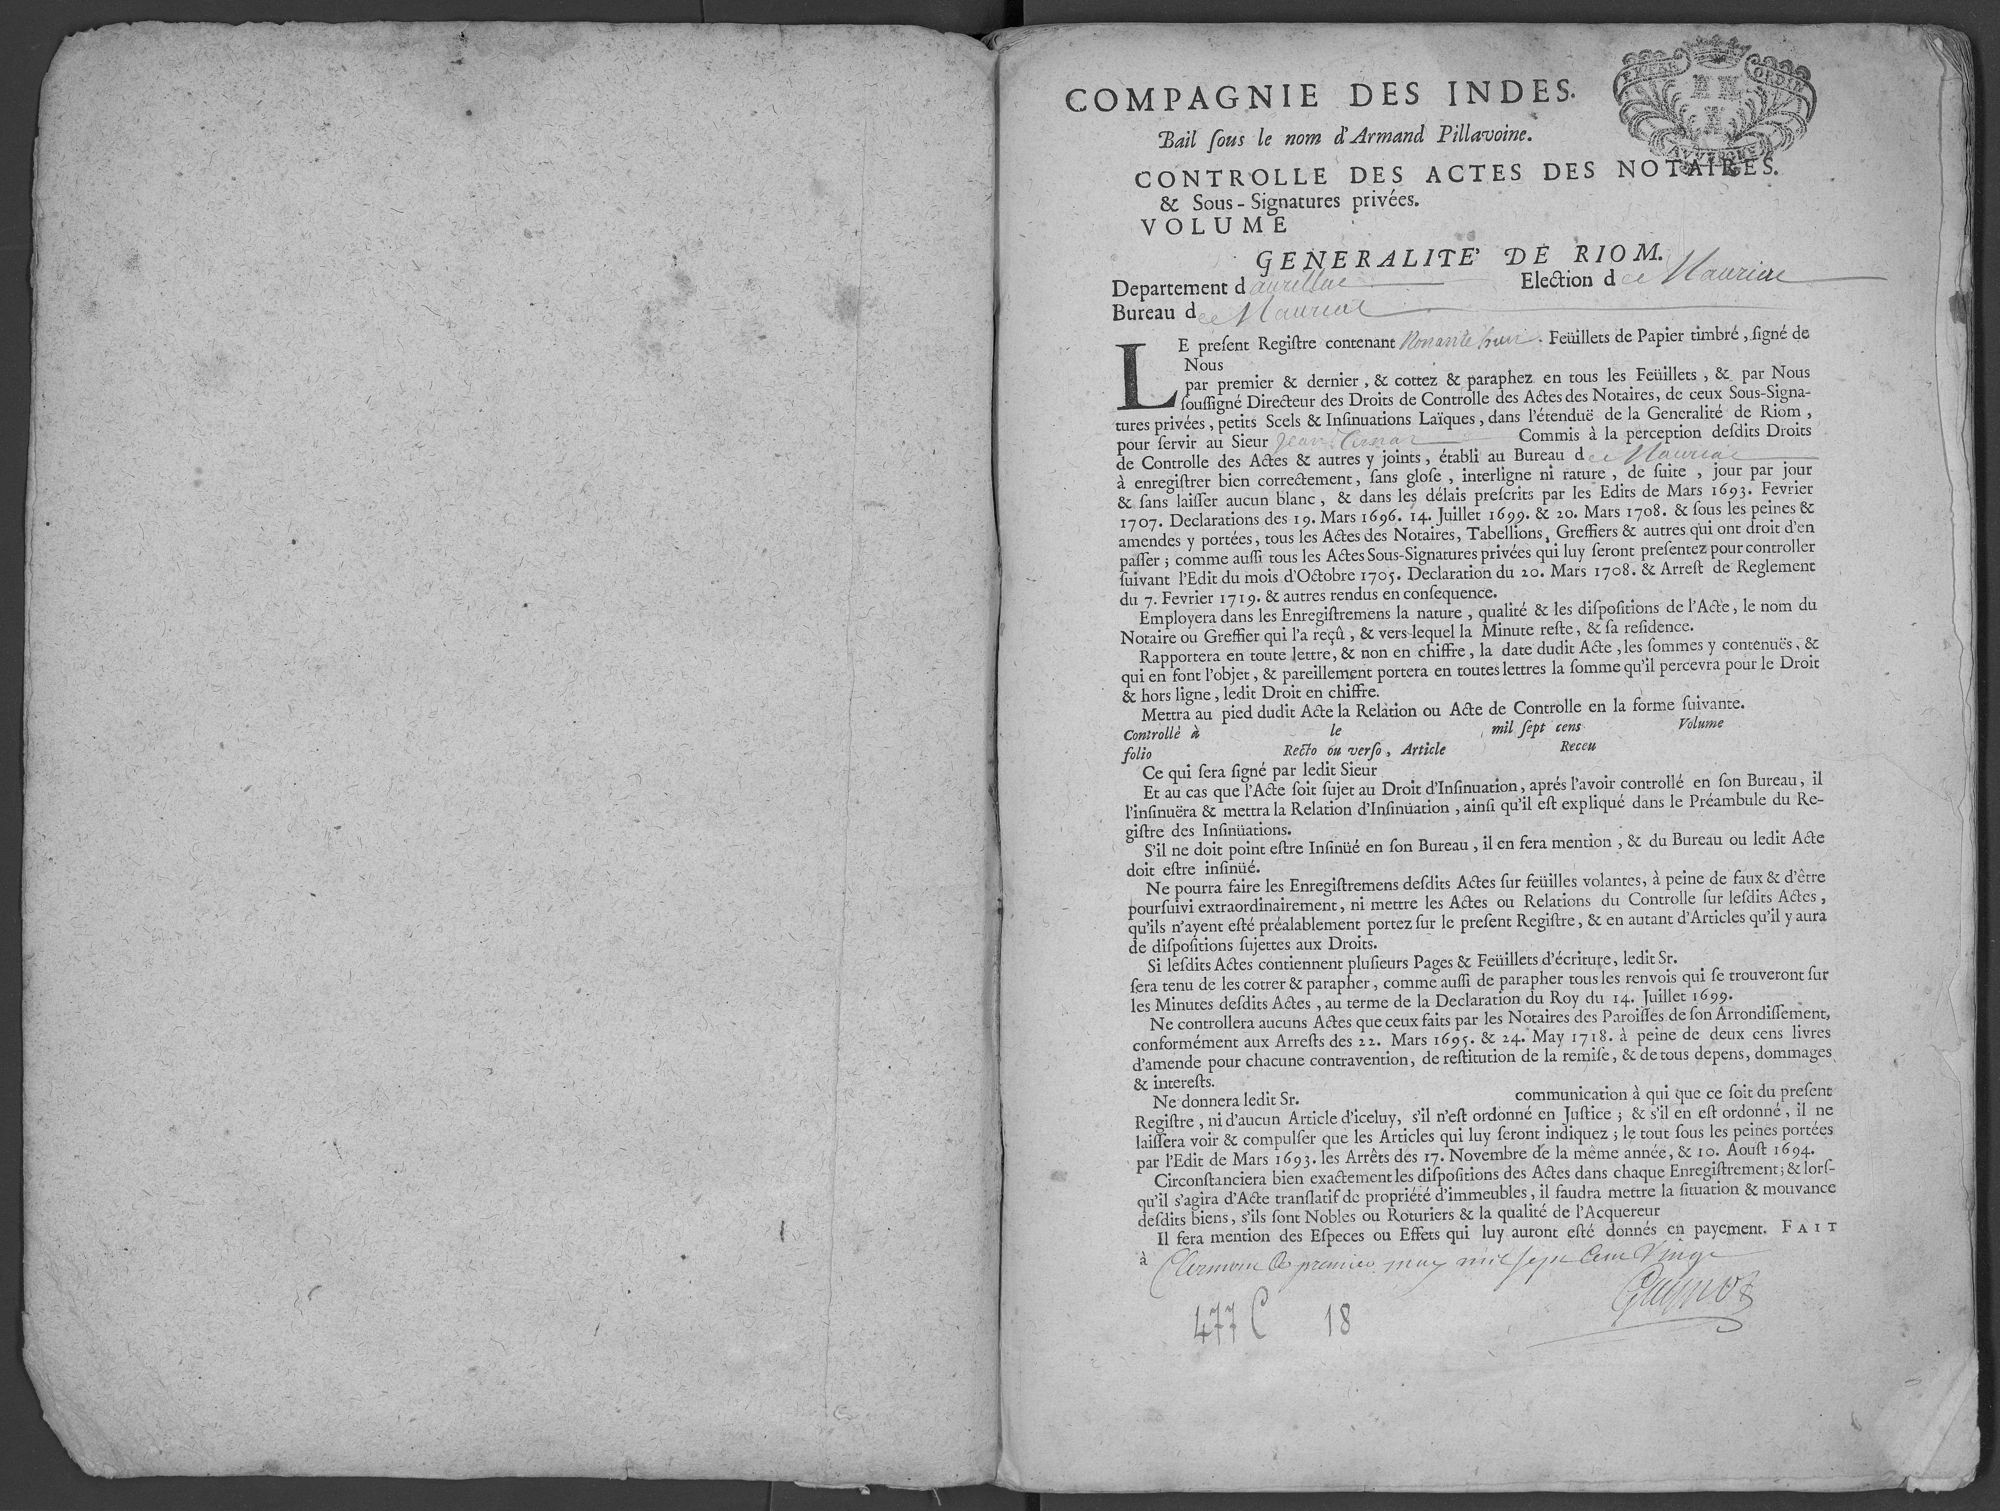 COMPAGNIE DES INDES.
Bail ſous le nom d'Armand Pillavoine.
CONTROLLE DES ACTES DES NOTAIRES.
& Sous-Signatures privées.
VOLUME
GENERALITE' DE RIOM.
Departement d'aurillac Election de Mauriac
Bureau de Mauriac
LE preſent Regiſtre contenant Nonante huit. Feüillets de Papier timbré, ſigné de
Nous
par premier & dernier, & cottez & paraphez en tous les Feüillets, & par Nous
ſouſſigné Directeur des Droits de Controlle des Actes des Notaires, de ceux Sous-Signa-
tures privées, petits Scels & Inſinuations Laïques, dans l'étenduë de la Generalité de Riom,
pour ſervir au Sieur Jean Commis à la perception deſdits Droits
de Controlle des Actes & autres y joints, établi au Bureau de Mauriac
à enregiſtrer bien correctement, ſans gloſe, interligne ni rature, de ſuite, jour par jour
& ſans laiſſer aucun blanc, & dans les délais preſcrits par les Edits de Mars 1693. Fevrier
1707. Declarations des 19. Mars 1696. 14. Juillet 1699. & 20. Mars 1708. & ſous les peines &
amendes y portées, tous les Actes des Notaires, Tabellions, Greffiers & autres qui ont droit d'en
paſſer; comme auſſi tous les Actes Sous-Signatures privées qui luy ſeront preſentez pour controller
ſuivant l'Edit du mois d'Octobre 1705. Declaration du 20. Mars 1708. & Arreſt de Reglement
du 7. Fevrier 1719. & autres rendus en conſequence.
Employera dans les Enregiſtremens la nature, qualité & les diſpoſitions de l'Acte, le nom du
Notaire ou Greffier qui l'a reçû, & vers lequel la Minute reſte, & ſa reſidence.
Rapportera en toute lettre, & non en chiffre, la date dudit Acte, les ſommes y contenuës, &
qui en font l'objet, & pareillement portera en toutes lettres la ſomme qu'il percevra pour le Droit
& hors ligne, ledit Droit en chiffre.
Mettra au pied dudit Acte la Relation ou Acte de Controlle en la forme ſuivante.
Controllé à le mil ſept cens Volume
folio Recto ou verſo, Article Receu
Ce qui ſera ſigné par ledit Sieur
Et au cas que l'Acte ſoit ſujet au Droit d'Inſinuation, aprés l'avoir controllé en ſon Bureau, il
l'inſinuëra & mettra la Relation d'Inſinüation, ainſi qu'il eſt expliqué dans le Préambule du Re-
giſtre des Inſinüations.
S'il ne doit point eſtre Inſinüé en ſon Bureau, il en ſera mention, & du Bureau ou ledit Acte
doit eſtre inſinüé.
Ne pourra faire les Enregiſtremens deſdits Actes ſur feüilles volantes, à peine de faux & d'être
pourſuivi extraordinairement, ni mettre les Actes ou Relations du Controlle ſur leſdits Actes,
qu'ils n'ayent eſté préalablement portez ſur le preſent Regiſtre, & en autant d'Articles qu'il y aura
de diſpoſitions ſujettes aux Droits.
Si leſdits Actes contiennent pluſieurs Pages & Feüillets d'écriture, ledit Sr.
ſera tenu de les cotrer & parapher, comme auſſi de parapher tous les renvois qui ſe trouveront ſur
les Minutes deſdits Actes, au terme de la Declaration du Roy du 14. Juillet 1699.
Ne controllera aucuns Actes que ceux faits par les Notaires des Paroiſſes de ſon Arrondiſſement,
conformément aux Arreſts des 22. Mars 1695. & 24. May 1718. à peine de deux cens livres
d'amende pour chacune contravention, de reſtitution de la remiſe, & de tous depens, dommages
& intereſts.
Ne donnera ledit Sr. communication à qui que ce ſoit du preſent
Regiſtre, ni d'aucun Article d'iceluy, s'il n'eſt ordonné en Juſtice; & s'il en eſt ordonné, il ne
laiſſera voir & compulſer que les Articles qui luy ſeront indiquez; le tout ſous les peines portées
par l'Edit de Mars 1693. les Arrêts des 17. Novembre de la même année, & 10. Aouſt 1694.
Circonſtanciera bien exactement les diſpoſitions des Actes dans chaque Enregiſtrement; & lorſ-
qu'il s'agira d'Acte tranſlatif de propriété d'immeubles, il faudra mettre la ſituation & mouvance
deſdits biens, s'ils ſont Nobles ou Roturiers & la qualité de l'Acquereur
Il ſera mention des Eſpeces ou Effets qui luy auront eſté donnés en payement. FAIT
à Clermont le premier may mil sept cent vingt
477 C 18